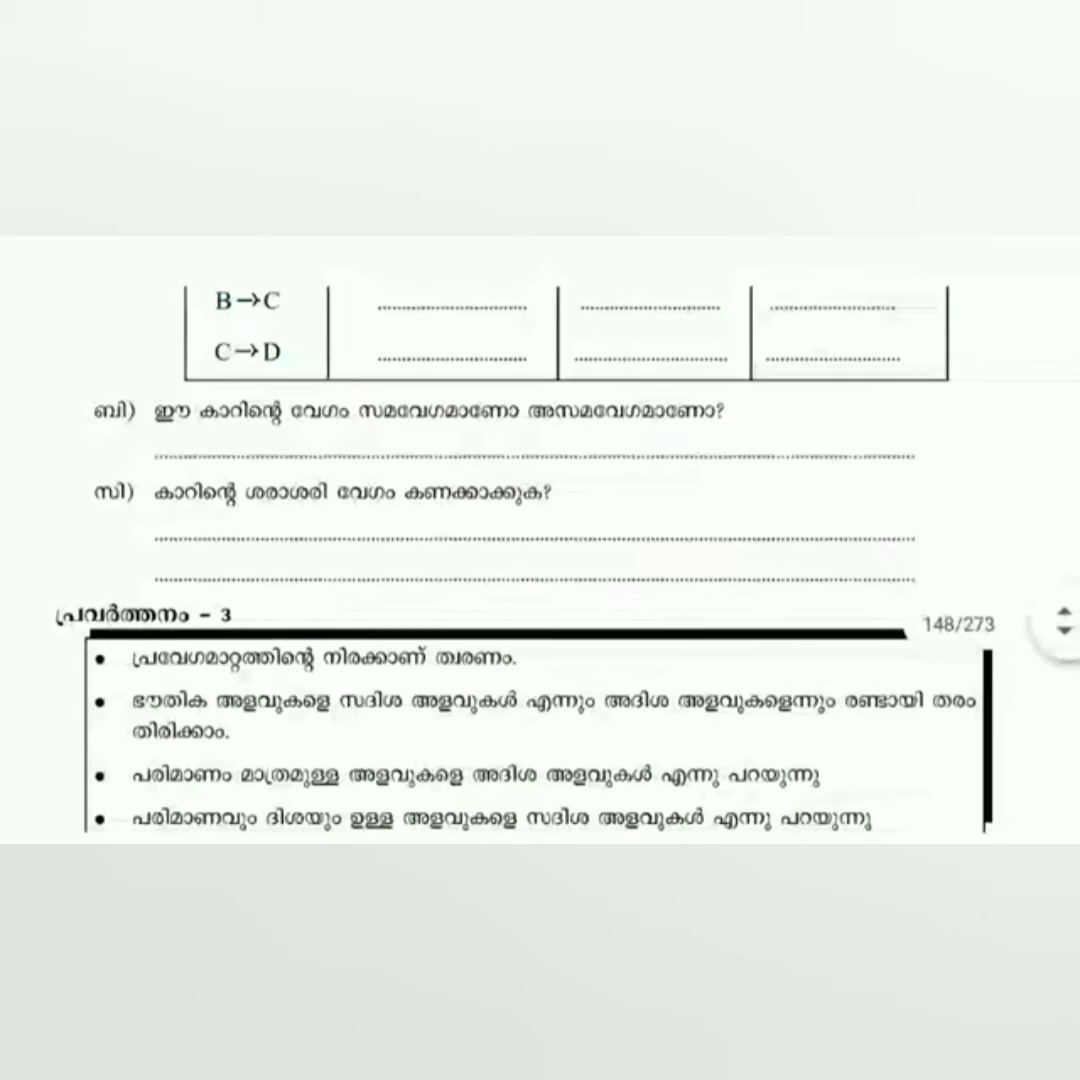 B→C ........................ ........................ ........................
C→D ........................ ........................ ........................
ബി) ഈ കാറിന്റെ വേഗം സമവേഗമാണോ അസമവേഗമാണോ?
സി) കാറിന്റെ ശരാശരി വേഗം കണക്കാക്കുക?
പ്രവർത്തനം - 3
148/273
• പ്രവേഗമാറ്റത്തിന്റെ നിരക്കാണ് ത്വരണം.
• ഭൗതിക അളവുകളെ സദിശ അളവുകൾ എന്നും അദിശ അളവുകളെന്നും രണ്ടായി തരം
തിരിക്കാം.
• പരിമാണം മാത്രമുള്ള അളവുകളെ അദിശ അളവുകൾ എന്നു പറയുന്നു
• പരിമാണവും ദിശയും ഉള്ള അളവുകളെ സദിശ അളവുകൾ എന്നു പറയുന്നു